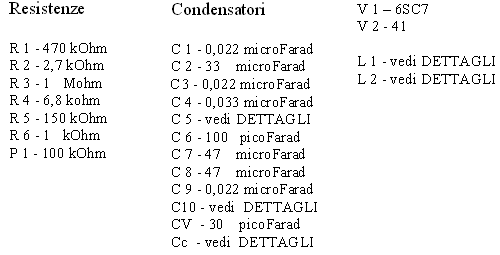 Resistenze
R 1 - 470 kOhm
R 2 - 2,7 kOhm
R 3 - 1 Mohm
R 4 - 6,8 kohm
R 5 - 150 kOhm
R 6 - 1 kOhm
P 1 - 100 kOhm
Condensatori
C 1 - 0,022 microFarad
C 2 - 33 microFarad
C 3 - 0,022 microFarad
C 4 - 0,033 microFarad
C 5 - vedi DETTAGLI
C 6 - 100 picoFarad
C 7 - 47 microFarad
C 8 - 47 microFarad
C 9 - 0,022 microFarad
C10 - vedi DETTAGLI
CV - 30 picoFarad
Cc - vedi DETTAGLI
V 1 – 6SC7
V 2 - 41
L 1 - vedi DETTAGLI
L 2 - vedi DETTAGLI